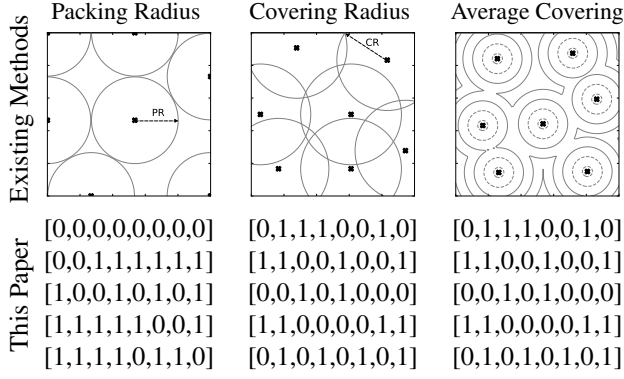 Packing Radius Covering Radius Average Covering
Existing Methods
PR
CR
This Paper
[0,0,0,0,0,0,0,0] [0,1,1,1,0,0,1,0] [0,1,1,1,0,0,1,0]
[0,0,1,1,1,1,1,1] [1,1,0,0,1,0,0,1] [1,1,0,0,1,0,0,1]
[1,0,0,1,0,1,0,1] [0,0,1,0,1,0,0,0] [0,0,1,0,1,0,0,0]
[1,1,1,1,1,0,0,1] [1,1,0,0,0,0,1,1] [1,1,0,0,0,0,1,1]
[1,1,1,1,0,1,1,0] [0,1,0,1,0,1,0,1] [0,1,0,1,0,1,0,1]